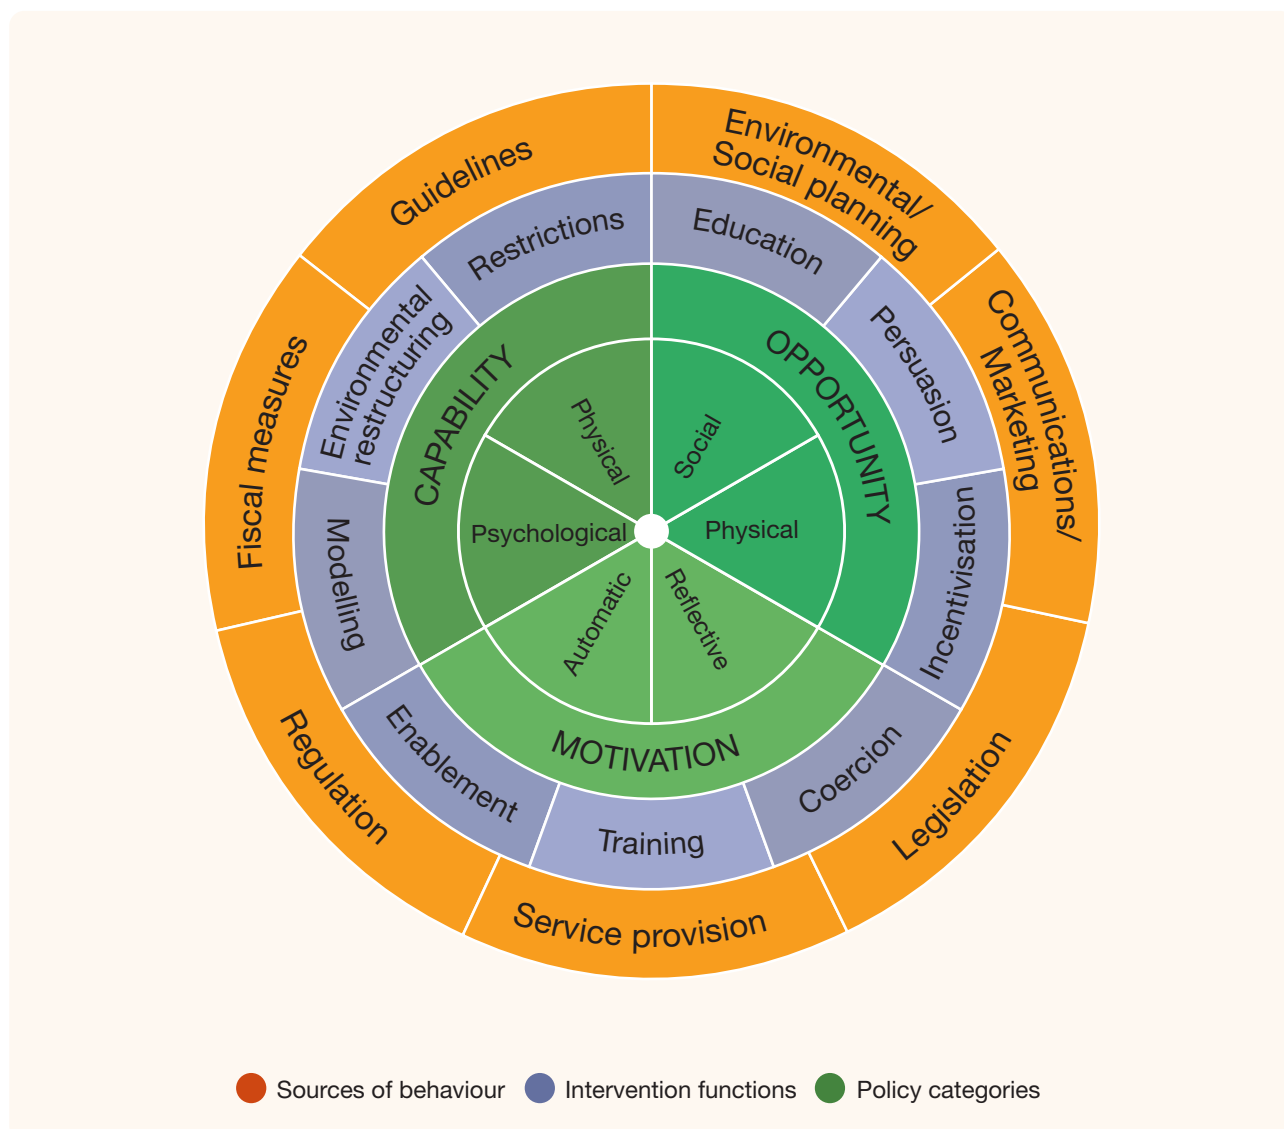 Guidelines
Environmental/
Social planning
Communications/
Marketing
Legislation
Service provision
Regulation
Fiscal measures
Restrictions
Education
Persuasion
Incentivisation
Coercion
Training
Enablement
Modelling
Environmental
restructuring
CAPABILITY
OPPORTUNITY
MOTIVATION
Physical
Social
Physical
Reflective
Automatic
Psychological
Sources of behaviour
Intervention functions
Policy categories